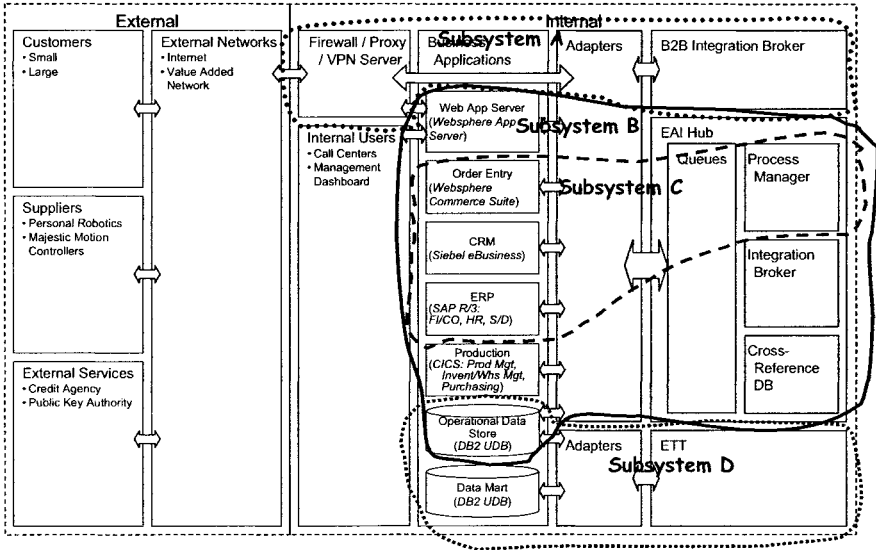 External
Internal
Customers
• Small
• Large
External Networks
• Internet
• Value Added
Network
Firewall / Proxy
/ VPN Server
Business
Applications
Subsystem A
Adapters
B2B Integration Broker
Web App Server
(Websphere App
Server)
Subsystem B
Internal Users
• Call Centers
• Management
Dashboard
EAI Hub
Queues
Process
Manager
Order Entry
(Websphere
Commerce Suite)
Subsystem C
Suppliers
• Personal Robotics
• Majestic Motion
Controllers
CRM
(Siebel eBusiness)
Integration
Broker
ERP
(SAP R/3:
FI/CO, HR, S/D)
Production
(CICS: Prod Mgt,
Invent/Whs Mgt,
Purchasing)
Cross-
Reference
DB
External Services
• Credit Agency
• Public Key Authority
Operational Data
Store
(DB2 UDB)
Adapters
ETT
Subsystem D
Data Mart
(DB2 UDB)